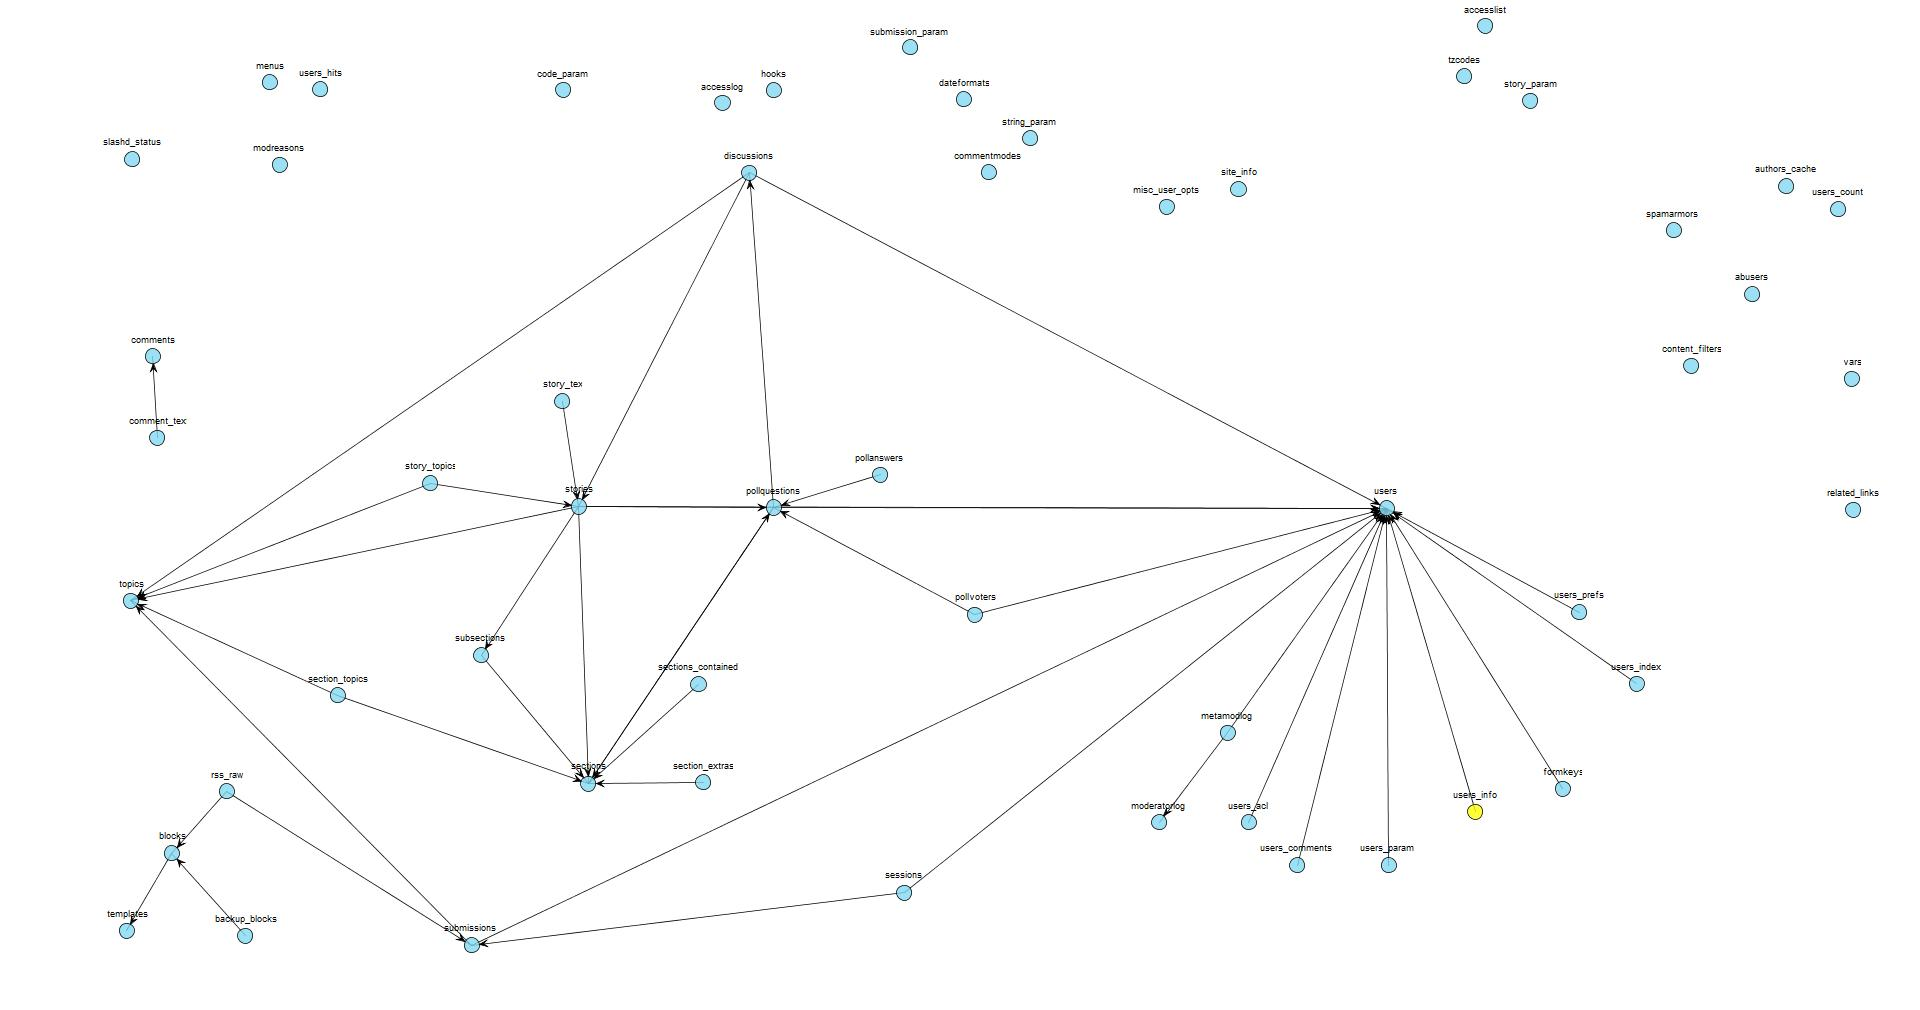 accesslist
submission_param
tzcodes
menus
users_hits
code_param
hooks
accesslog
dateformats
story_param
string_param
slashd_status
modreasons
discussions
commentmodes
site_info
misc_user_opts
authors_cache
users_count
spamarmors
abusers
comments
content_filters
vars
story_tex
comment_tex
story_topics
pollanswers
stories
pollquestions
users
related_links
topics
pollvoters
users_prefs
subsections
sections_contained
users_index
section_topics
metamodlog
sections
section_extras
rss_raw
formkeys
users_info
moderatorlog
users_acl
blocks
users_comments
users_param
sessions
templates
backup_blocks
submissions